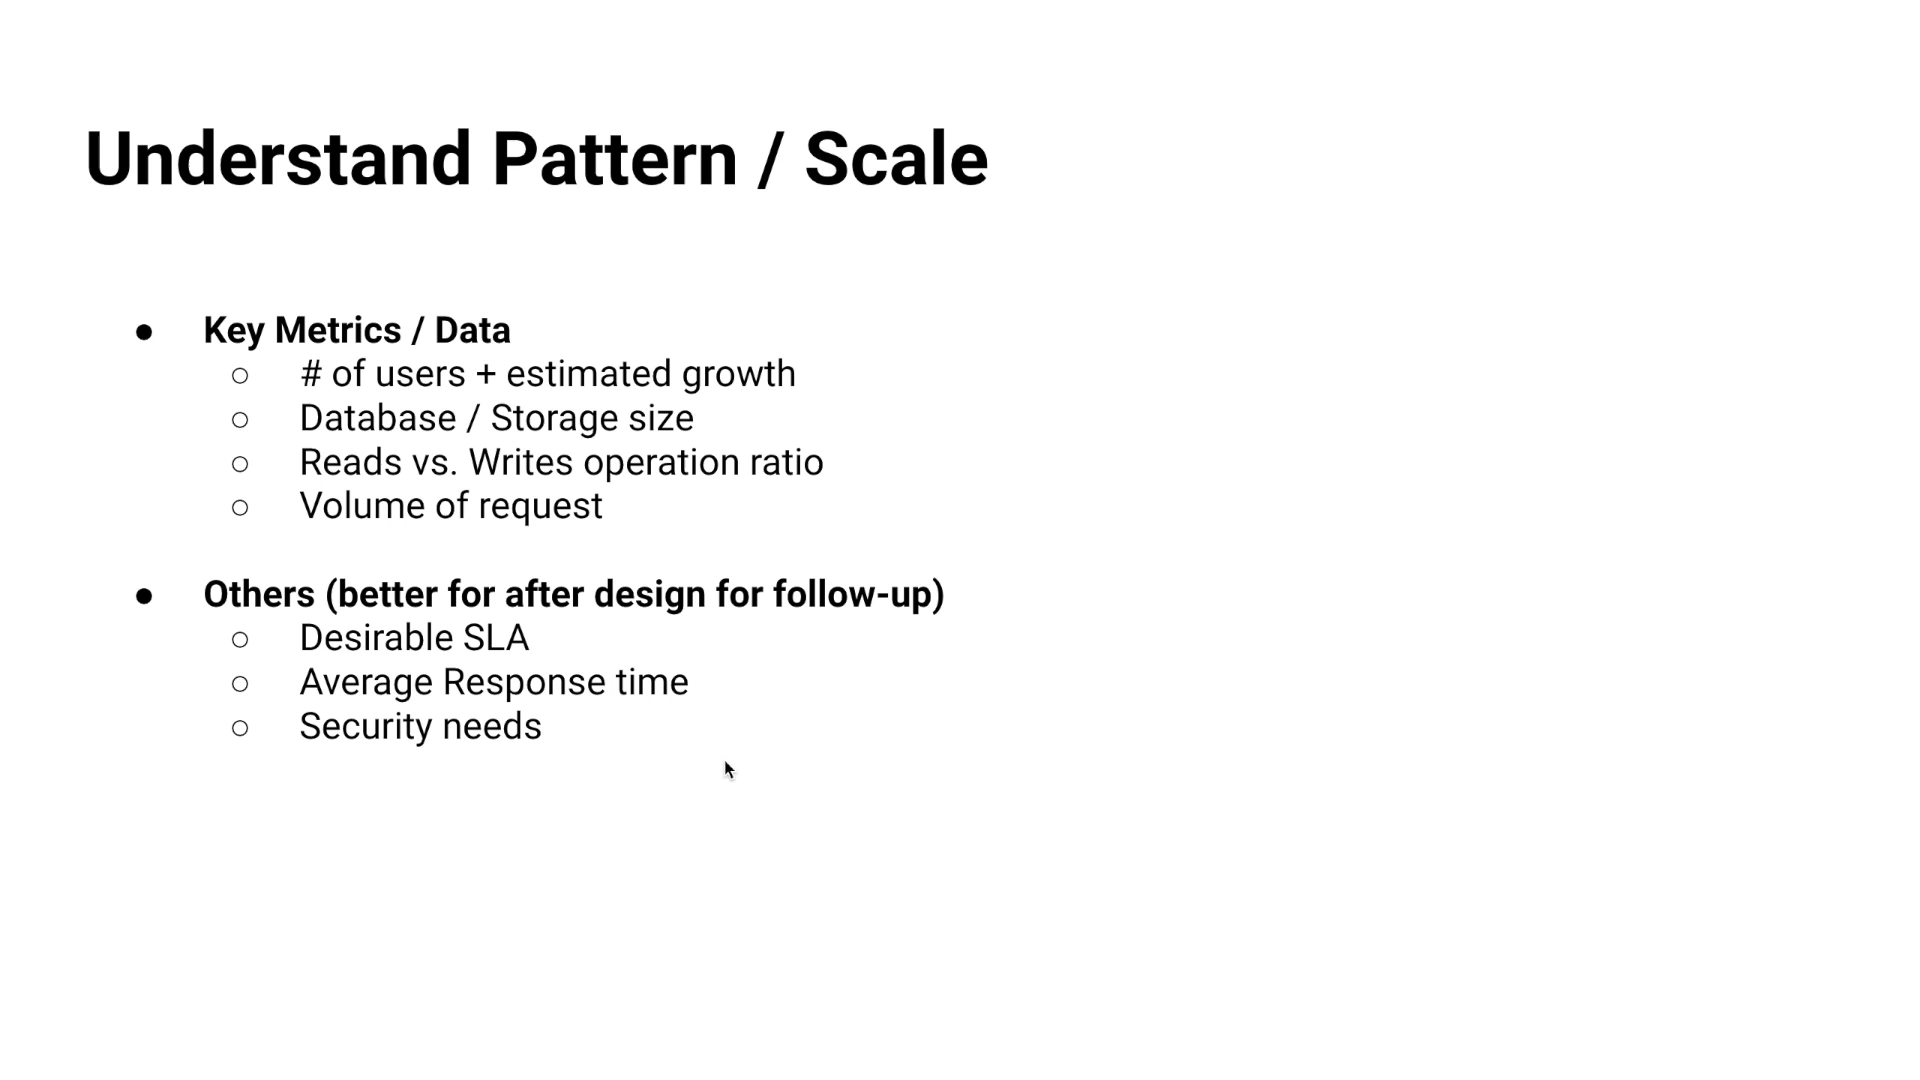 Understand Pattern / Scale
● Key Metrics / Data
○ # of users + estimated growth
○ Database / Storage size
○ Reads vs. Writes operation ratio
○ Volume of request
● Others (better for after design for follow-up)
○ Desirable SLA
○ Average Response time
○ Security needs